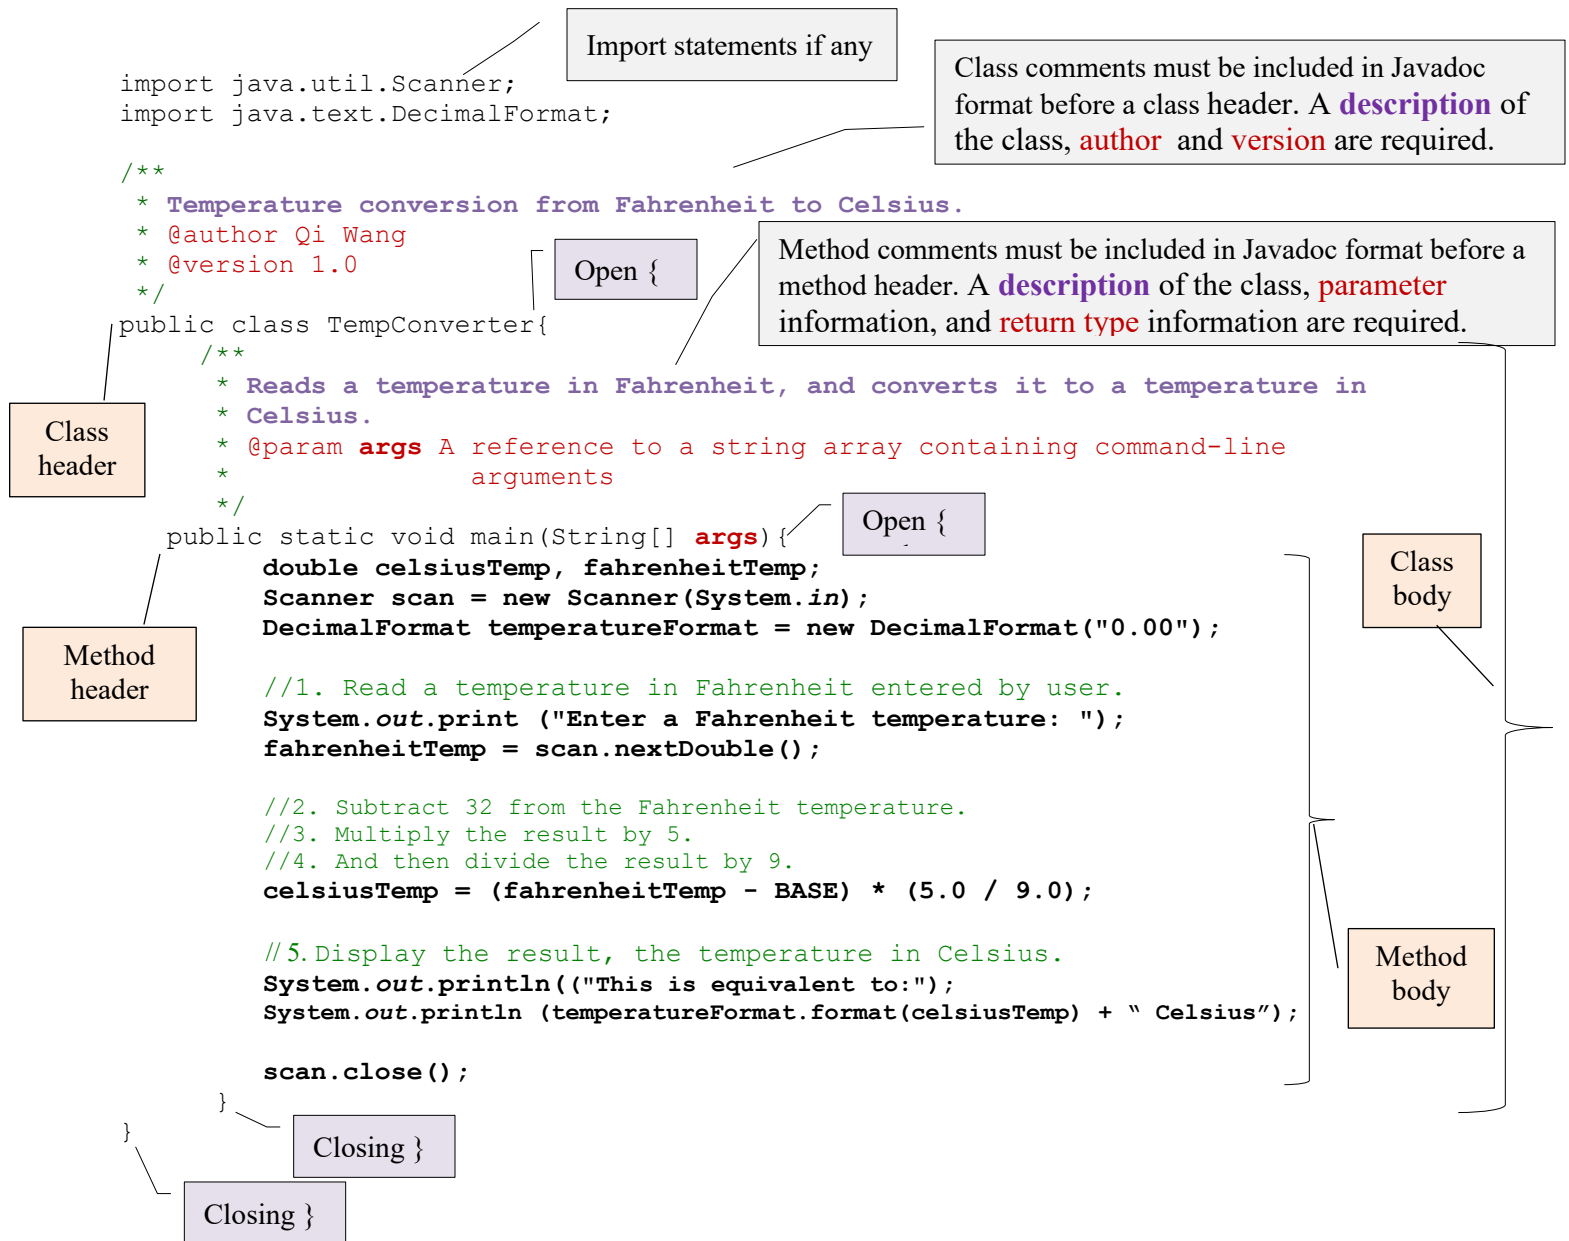 Import statements if any
import java.util.Scanner;
import java.text.DecimalFormat;
Class comments must be included in Javadoc
format before a class header. A description of
the class, author and version are required.
/**
* Temperature conversion from Fahrenheit to Celsius.
* @author Qi Wang
* @version 1.0
*/
Open {
Method comments must be included in Javadoc format before a
method header. A description of the class, parameter
information, and return type information are required.
public class TempConverter{
/**
* Reads a temperature in Fahrenheit, and converts it to a temperature in
* Celsius.
* @param args A reference to a string array containing command-line
* arguments
*/
Class
header
Open {
public static void main(String[] args){
double celsiusTemp, fahrenheitTemp;
Scanner scan = new Scanner(System.in);
DecimalFormat temperatureFormat = new DecimalFormat("0.00");
Class
body
Method
header
//1. Read a temperature in Fahrenheit entered by user.
System.out.print ("Enter a Fahrenheit temperature: ");
fahrenheitTemp = scan.nextDouble();
//2. Subtract 32 from the Fahrenheit temperature.
//3. Multiply the result by 5.
//4. And then divide the result by 9.
celsiusTemp = (fahrenheitTemp - BASE) * (5.0 / 9.0);
//5. Display the result, the temperature in Celsius.
System.out.println(("This is equivalent to:");
System.out.println (temperatureFormat.format(celsiusTemp) + “ Celsius”);
Method
body
scan.close();
}
}
Closing }
Closing }